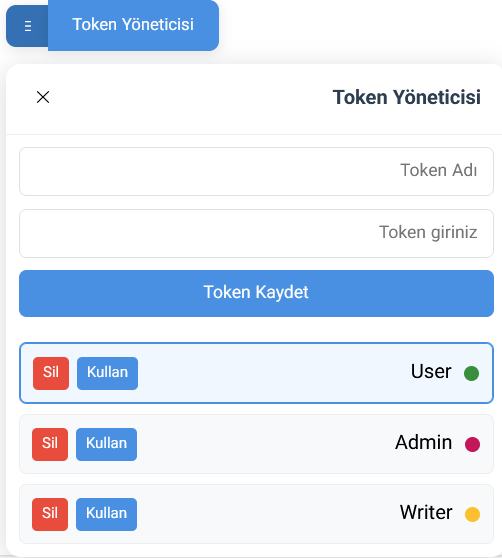 Token Yöneticisi
Token Yöneticisi
Token Adı
Token giriniz
Token Kaydet
User Kullan Sil
Admin Kullan Sil
Writer Kullan Sil